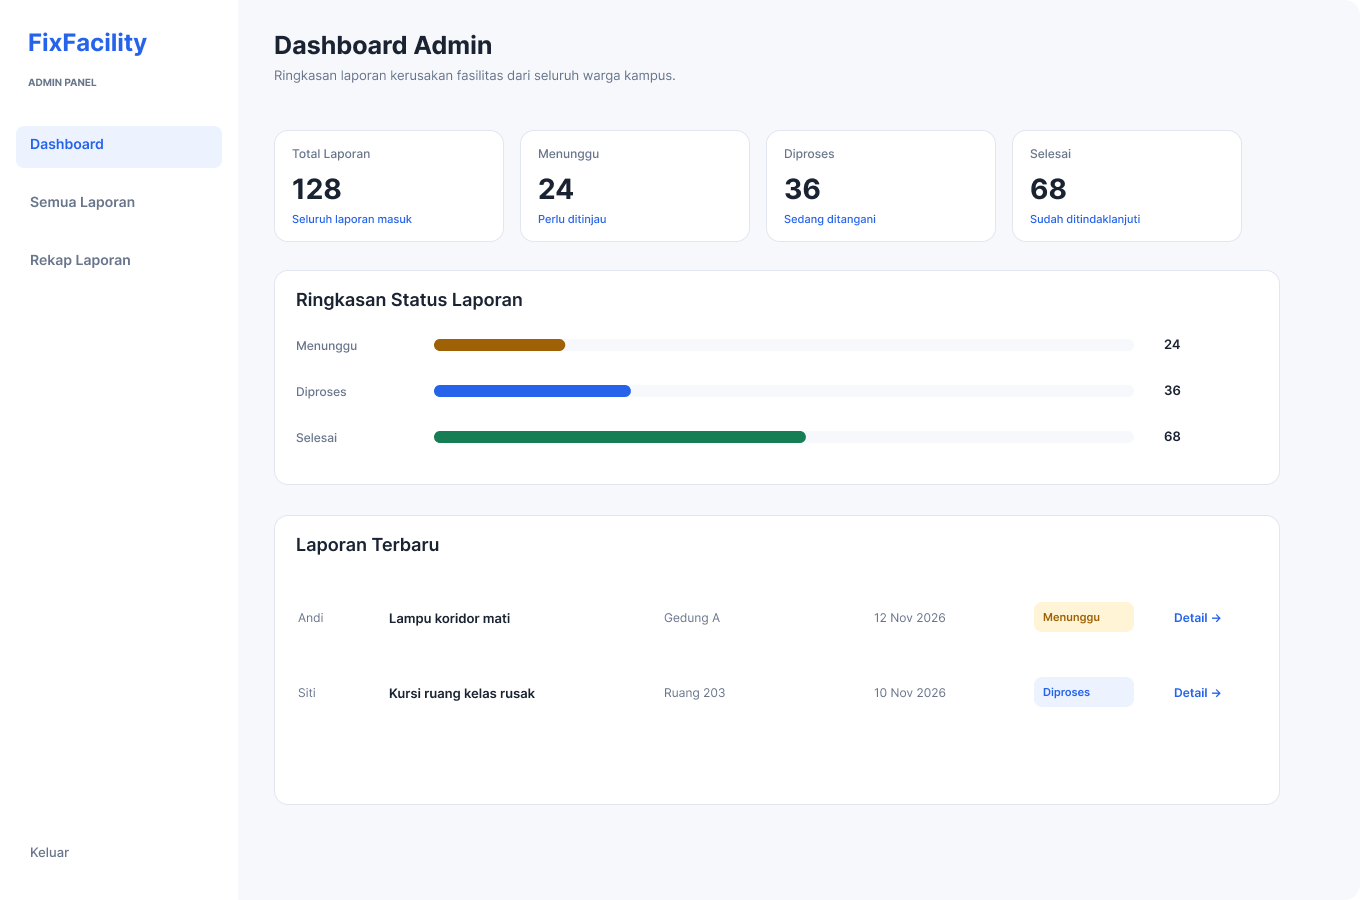 FixFacility
ADMIN PANEL
Dashboard
Semua Laporan
Rekap Laporan
Keluar
Dashboard Admin
Ringkasan laporan kerusakan fasilitas dari seluruh warga kampus.
Total Laporan
128
Seluruh laporan masuk
Menunggu
24
Perlu ditinjau
Diproses
36
Sedang ditangani
Selesai
68
Sudah ditindaklanjuti
Ringkasan Status Laporan
Menunggu 24
Diproses 36
Selesai 68
Laporan Terbaru
Andi Lampu koridor mati Gedung A 12 Nov 2026 Menunggu Detail →
Siti Kursi ruang kelas rusak Ruang 203 10 Nov 2026 Diproses Detail →